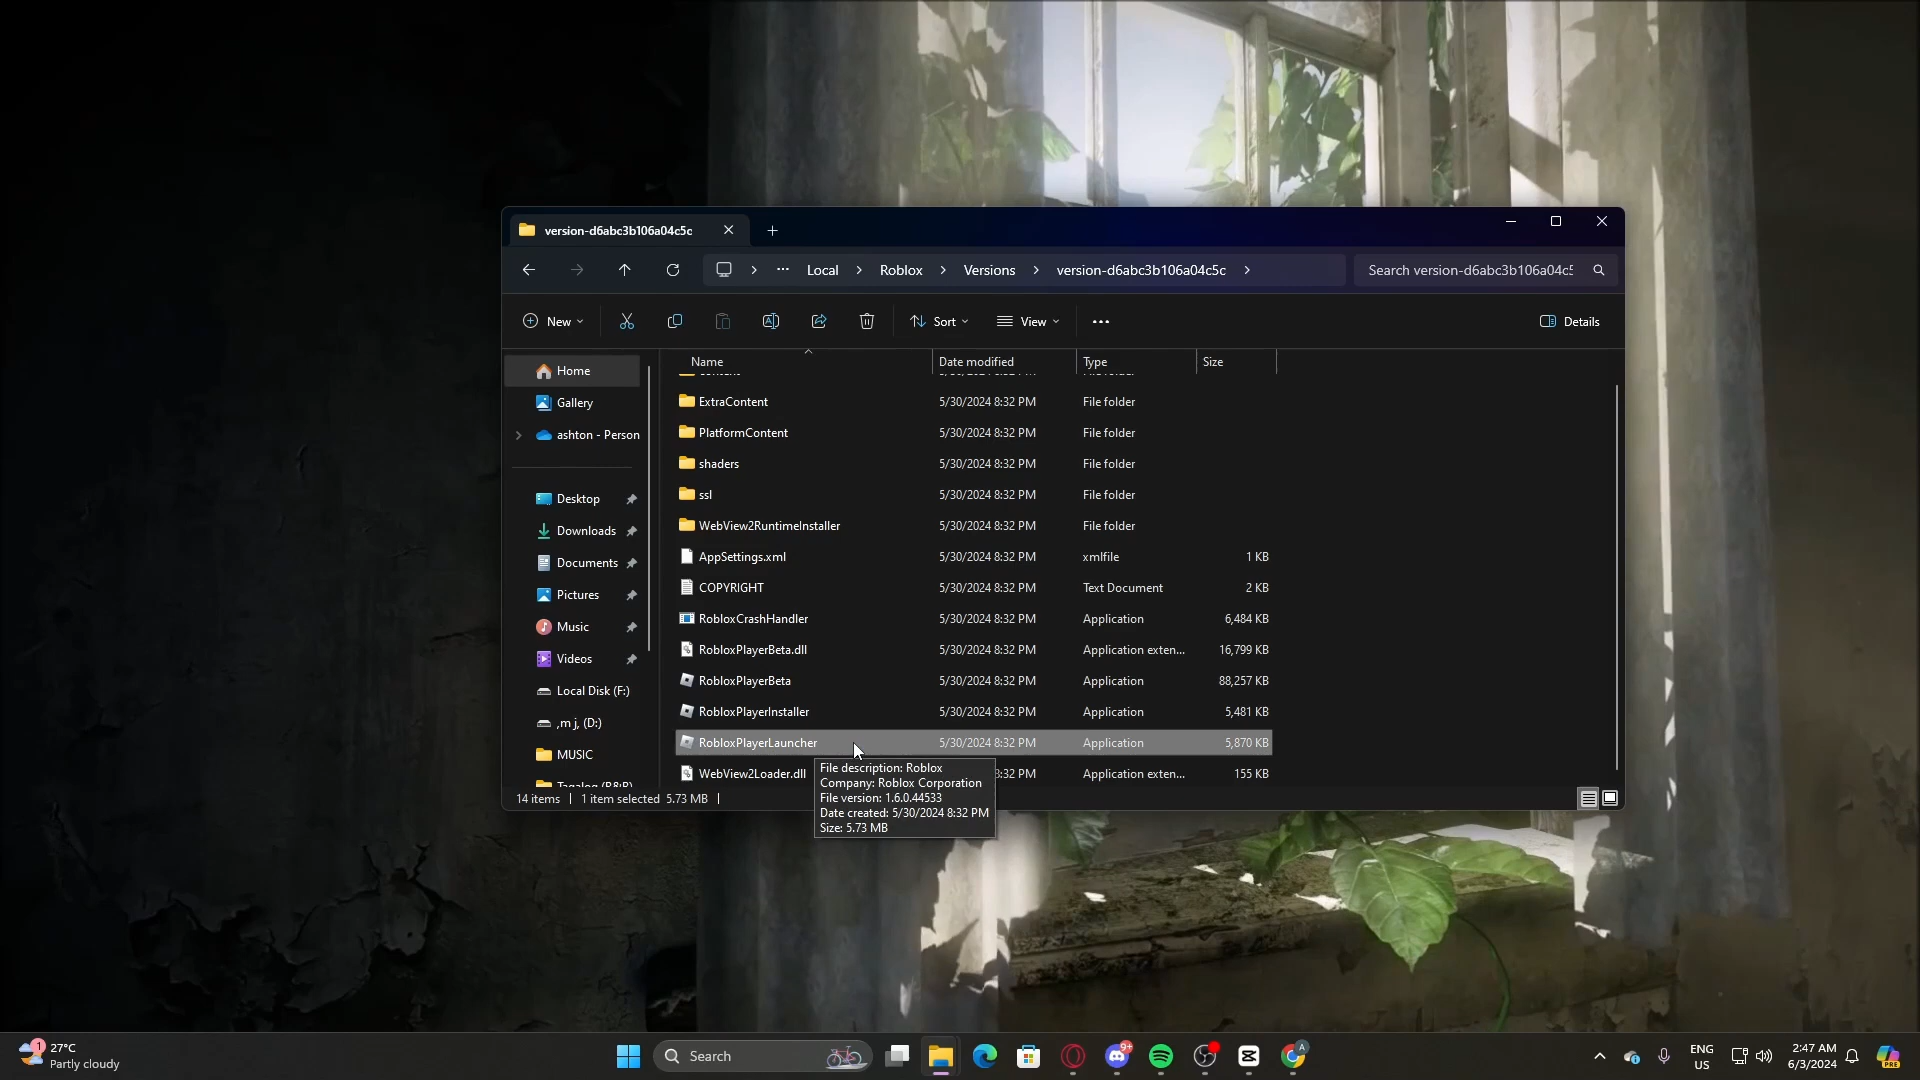 version-d6abc3b106a04c5c
Local Roblox Versions version-d6abc3b106a04c5c
Search version-d6abc3b106a04c5
New Sort View Details
Name Date modified Type Size
Home
Gallery
ashton - Person
Desktop
Downloads
Documents
Pictures
Music
Videos
Local Disk (F:)
,m j, (D:)
MUSIC
ExtraContent 5/30/2024 8:32 PM File folder
PlatformContent 5/30/2024 8:32 PM File folder
shaders 5/30/2024 8:32 PM File folder
ssl 5/30/2024 8:32 PM File folder
WebView2RuntimeInstaller 5/30/2024 8:32 PM File folder
AppSettings.xml 5/30/2024 8:32 PM xmlfile 1 KB
COPYRIGHT 5/30/2024 8:32 PM Text Document 2 KB
RobloxCrashHandler 5/30/2024 8:32 PM Application 6,484 KB
RobloxPlayerBeta.dll 5/30/2024 8:32 PM Application exten... 16,799 KB
RobloxPlayerBeta 5/30/2024 8:32 PM Application 88,257 KB
RobloxPlayerInstaller 5/30/2024 8:32 PM Application 5,481 KB
RobloxPlayerLauncher 5/30/2024 8:32 PM Application 5,870 KB
WebView2Loader.dll 8:32 PM Application exten... 155 KB
File description: Roblox
Company: Roblox Corporation
File version: 1.6.0.44533
Date created: 5/30/2024 8:32 PM
Size: 5.73 MB
14 items 1 item selected 5.73 MB
1
27°C
Partly cloudy
Search
9+
A
ENG
US
2:47 AM
6/3/2024
PRE